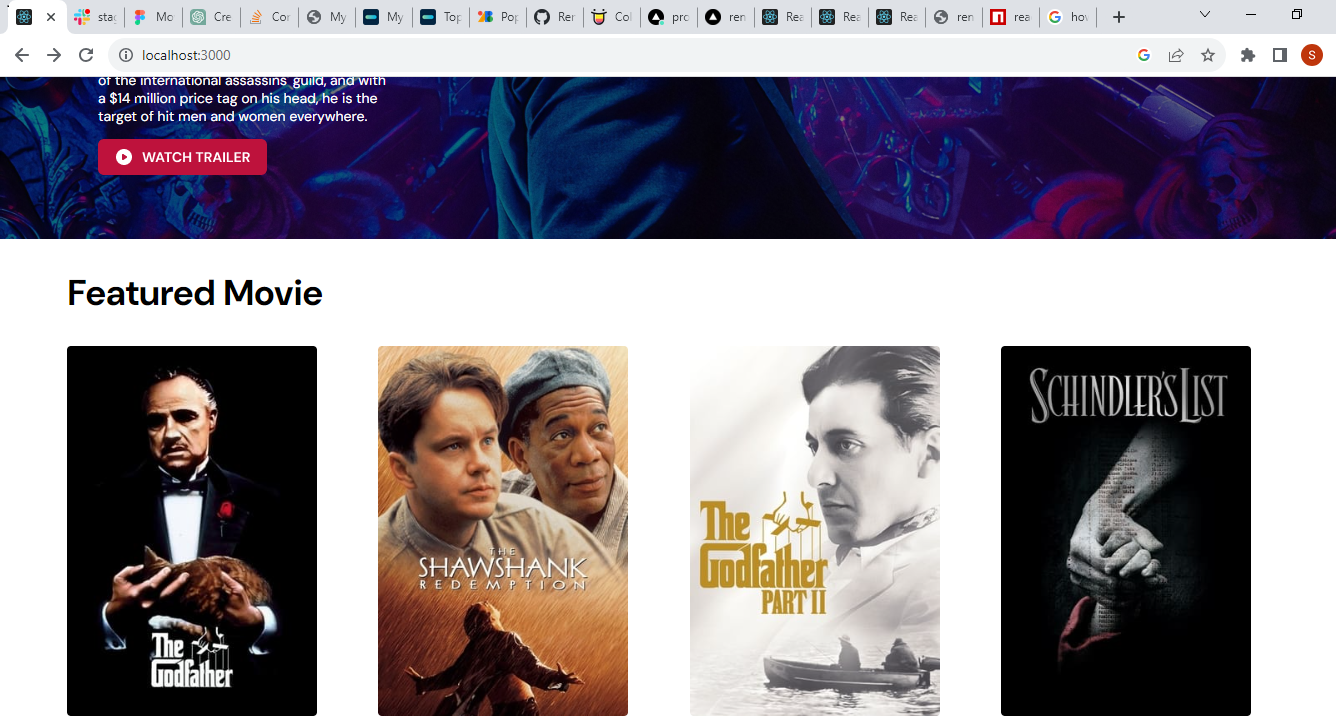 stag
Mo
Cre
Cor
My
My
Top
Pop
Rer
Col
pro
ren
Rea
Rea
Rea
ren
rea
hov
localhost:3000
S
of the international assassins' guild, and with
a $14 million price tag on his head, he is the
target of hit men and women everywhere.
WATCH TRAILER
Featured Movie
The
Godfather
THE
SHAWSHANK
REDEMPTION
The
Godfather
PART II
SCHINDLER'S LIST